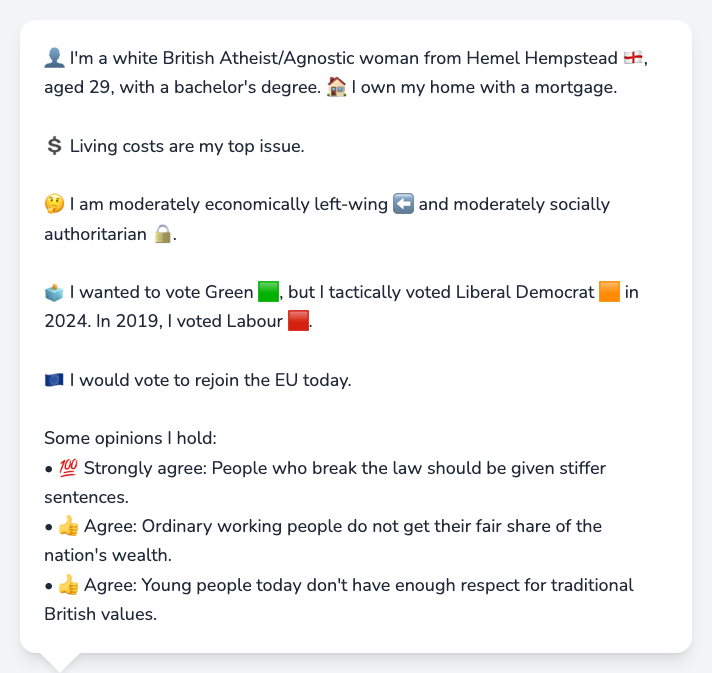 👤 I'm a white British Atheist/Agnostic woman from Hemel Hempstead 🏴󠁧󠁢󠁥󠁮󠁧󠁿,
aged 29, with a bachelor's degree. 🏠 I own my home with a mortgage.
💲 Living costs are my top issue.
🤔 I am moderately economically left-wing ⬅️ and moderately socially
authoritarian 🔒.
🗳️ I wanted to vote Green 🟩, but I tactically voted Liberal Democrat 🟧 in
2024. In 2019, I voted Labour 🟥.
🇪🇺 I would vote to rejoin the EU today.
Some opinions I hold:
• 💯 Strongly agree: People who break the law should be given stiffer
sentences.
• 👍 Agree: Ordinary working people do not get their fair share of the
nation's wealth.
• 👍 Agree: Young people today don't have enough respect for traditional
British values.